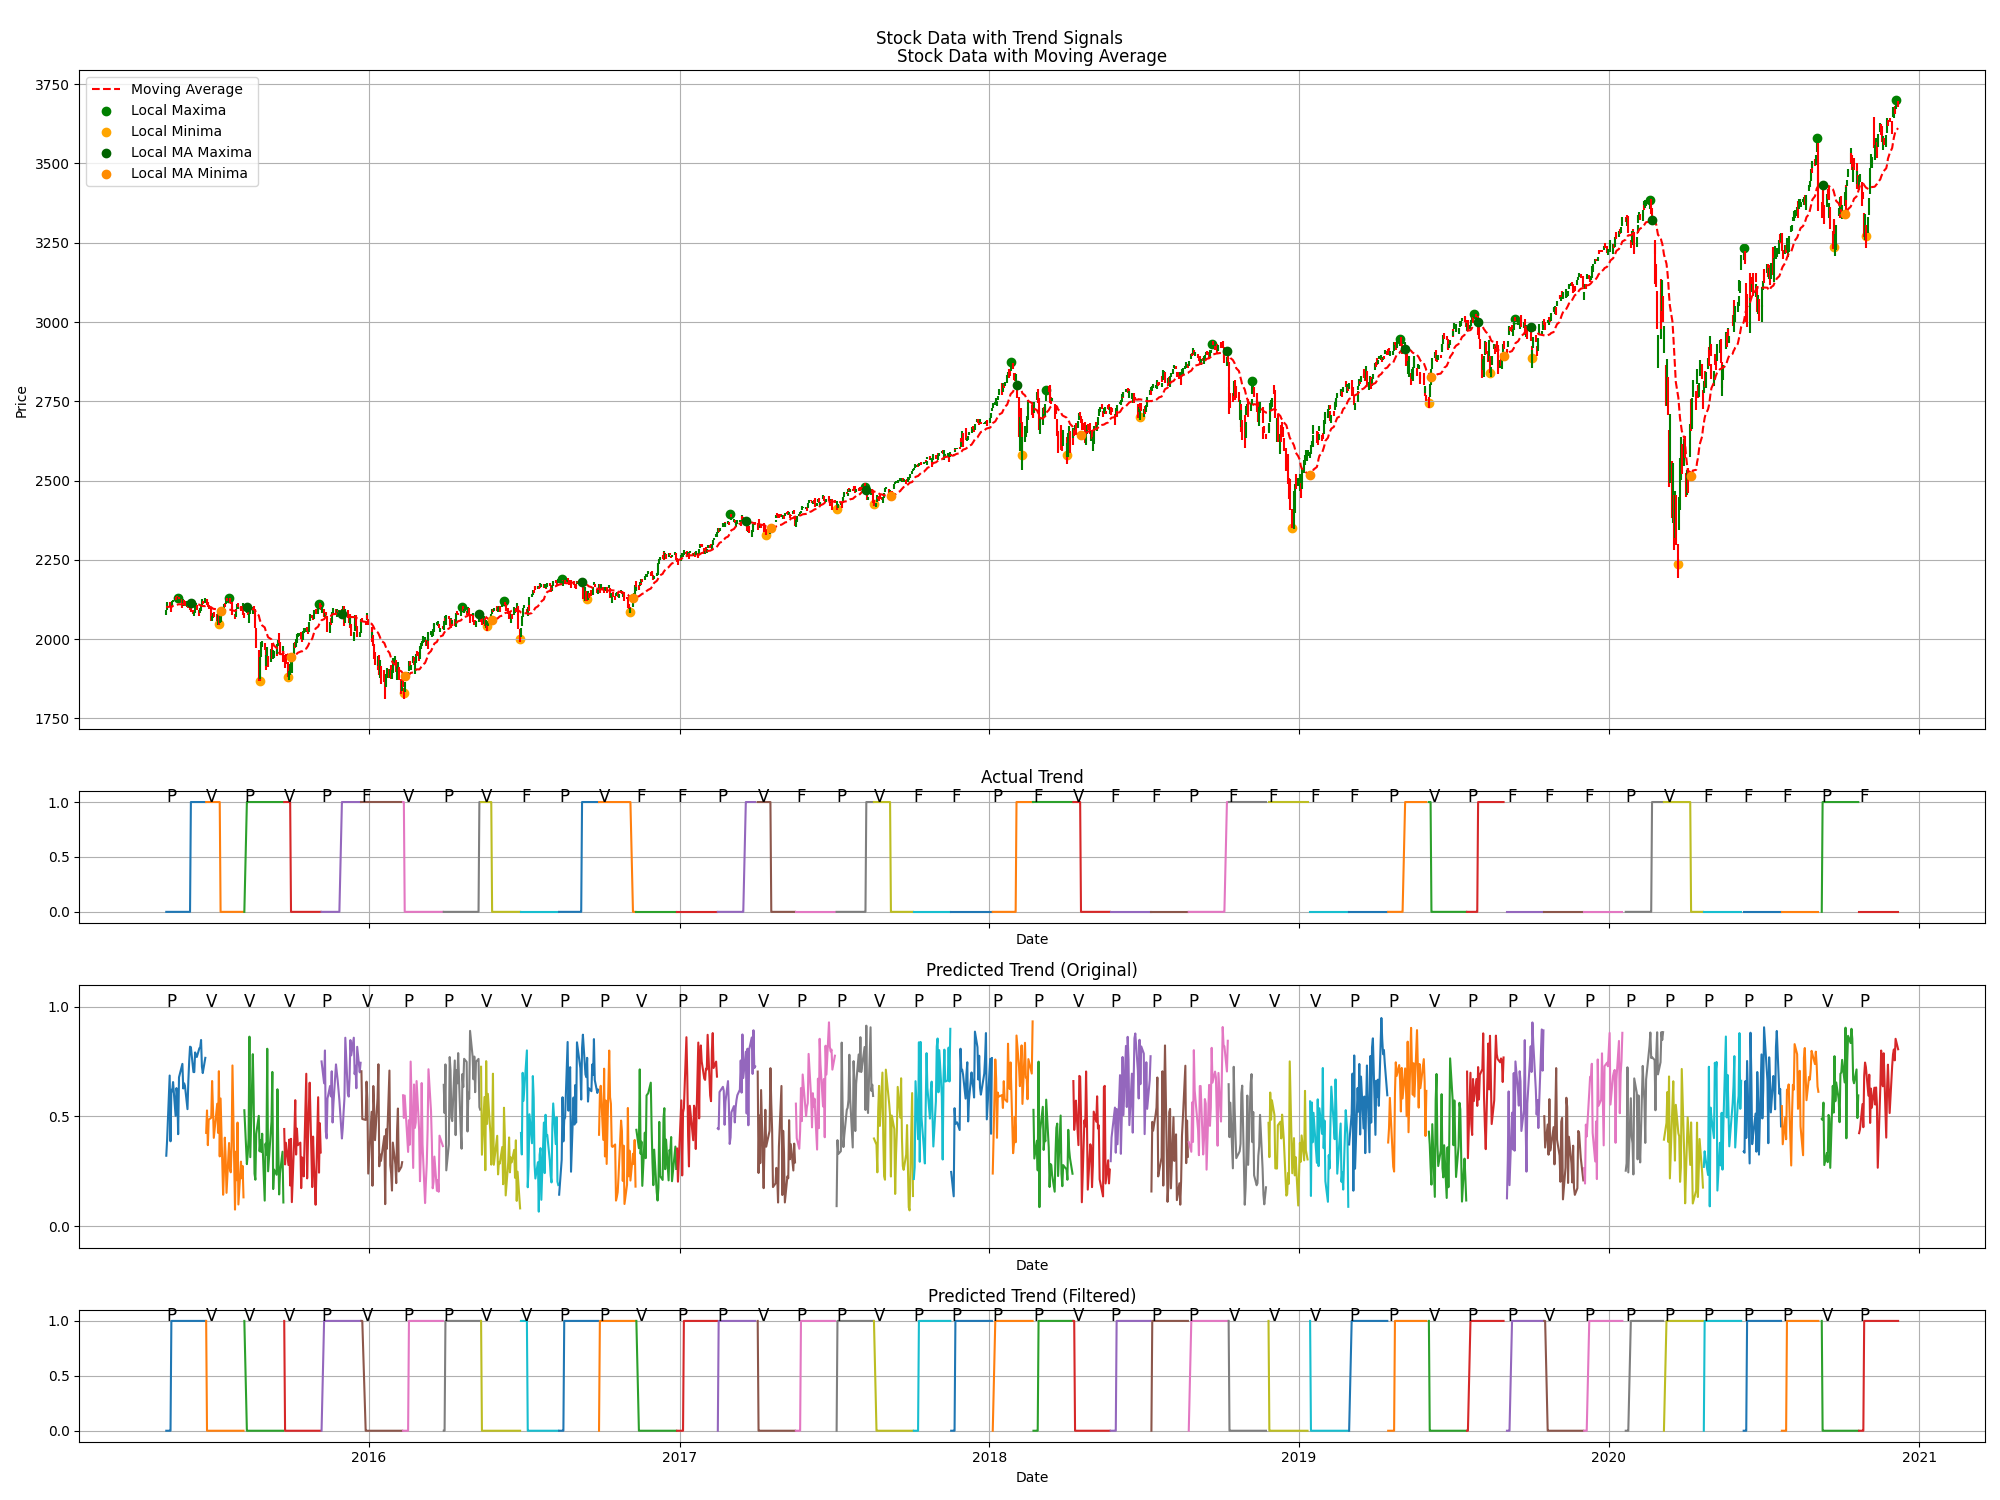 Stock Data with Trend Signals
Stock Data with Moving Average
Moving Average
Local Maxima
Local Minima
Local MA Maxima
Local MA Minima
3750
3500
3250
3000
2750
2500
2250
2000
1750
Price
Actual Trend
P V P V P F V P V F P V F F P V F P V F F P F V F F P F F F F P V P F F F P V F F F P F
1.0
0.5
0.0
Date
Predicted Trend (Original)
P V V V P V P P V V P P V P P V P P V P P P P V P P P V V V P P V P P V P P P P P P V P
1.0
0.5
0.0
Date
Predicted Trend (Filtered)
P V V V P V P P V V P P V P P V P P V P P P P V P P P V V V P P V P P V P P P P P P V P
1.0
0.5
0.0
2016 2017 2018 2019 2020 2021
Date